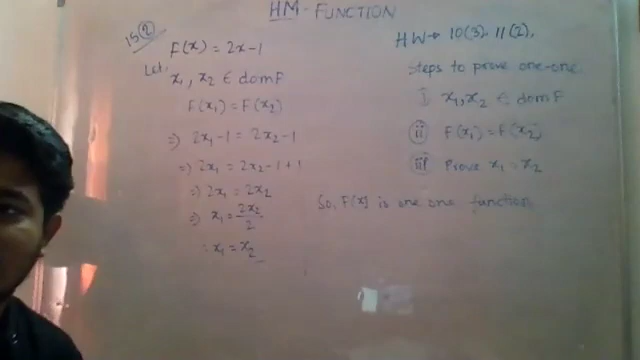 HM - FUNCTION
15(2)
F(x) = 2x-1
Let,
x₁, x₂ ∈ domF
F(x₁) = F(x₂)
=> 2x₁-1 = 2x₂-1
=> 2x₁ = 2x₂-1+1
=> 2x₁ = 2x₂
=> x₁ = 2x₂/2
∴ x₁ = x₂
HW → 10(3), 11(2),
Steps to prove one-one.
i) x₁, x₂ ∈ domF
ii) F(x₁) = F(x₂)
iii) Prove x₁ = x₂
So, F(x) is one one function